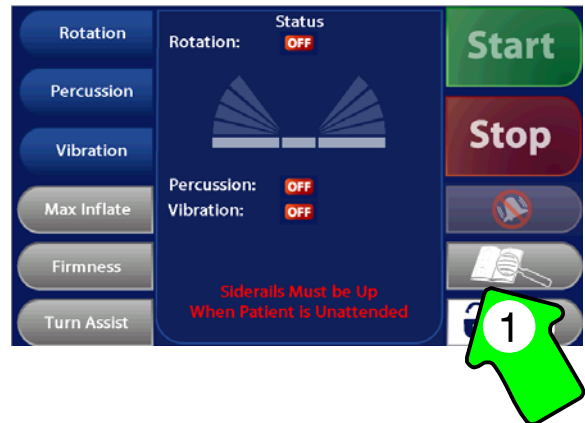 Rotation
Percussion
Vibration
Max Inflate
Firmness
Turn Assist
Status
Rotation: OFF
Percussion: OFF
Vibration: OFF
Siderails Must be Up
When Patient is Unattended
Start
Stop
1